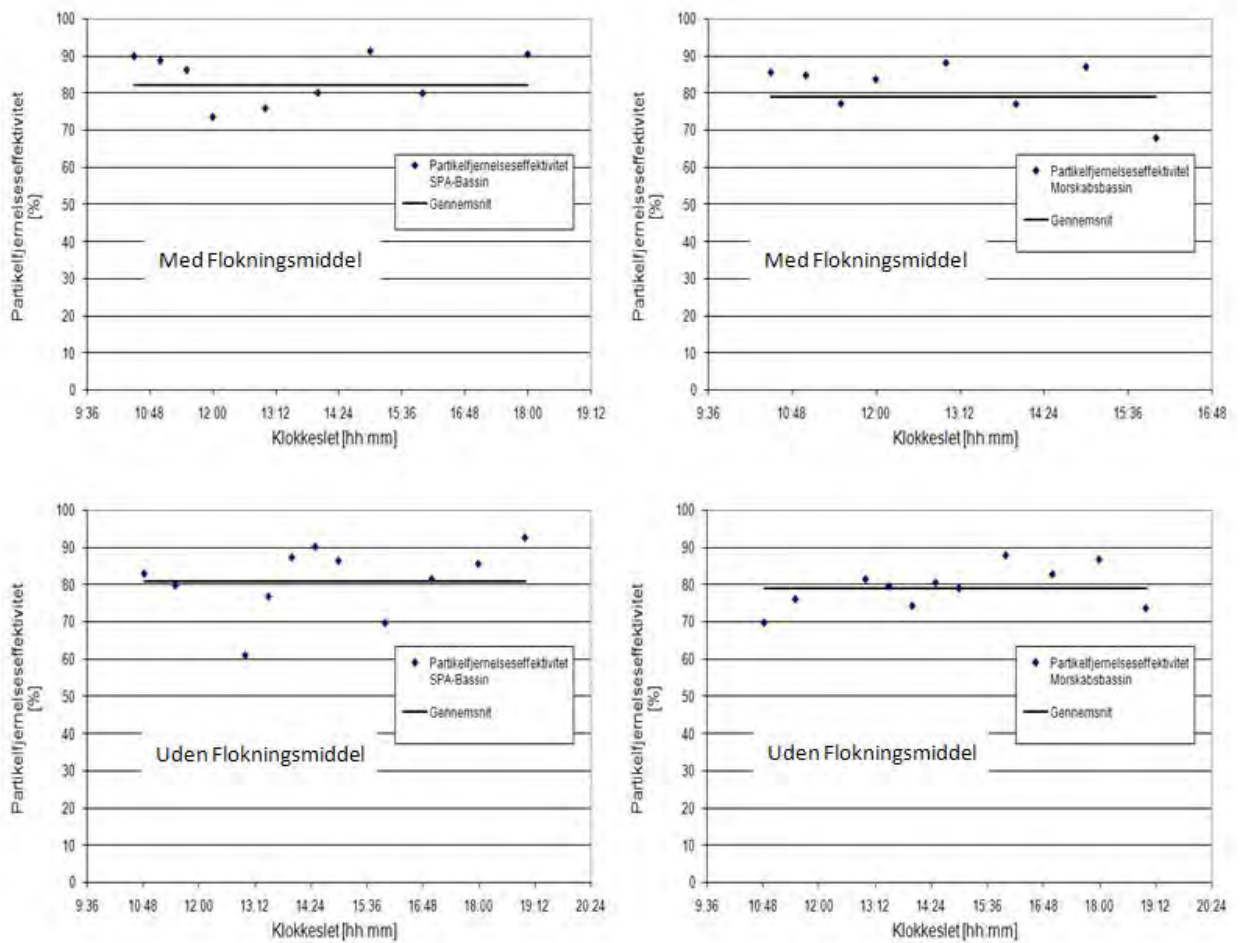 100
90
80
70
60
50
40
30
20
10
0
Partikelfjernelseseffektivitet
[%]
Partikelfjernelseseffektivitet
SPA-Bassin
Gennemsnit
Med Flokningsmiddel
9:36 10:48 12:00 13:12 14:24 15:36 16:48 18:00 19:12
Klokkeslet [hh:mm]
100
90
80
70
60
50
40
30
20
10
0
Partikelfjernelseseffektivitet
[%]
Partikelfjernelseseffektivitet
Morskabsbassin
Gennemsnit
Med Flokningsmiddel
9:36 10:48 12:00 13:12 14:24 15:36 16:48
Klokkeslet [hh:mm]
100
90
80
70
60
50
40
30
20
10
0
Partikelfjernelseseffektivitet
[%]
Partikelfjernelseseffektivitet
SPA-Bassin
Gennemsnit
Uden Flokningsmiddel
9:36 10:48 12:00 13:12 14:24 15:36 16:48 18:00 19:12 20:24
Klokkeslet [hh:mm]
100
90
80
70
60
50
40
30
20
10
0
Partikelfjernelseseffektivitet
[%]
Partikelfjernelseseffektivitet
Morskabsbassin
Gennemsnit
Uden Flokningsmiddel
9:36 10:48 12:00 13:12 14:24 15:36 16:48 18:00 19:12 20:24
Klokkeslet [hh:mm]